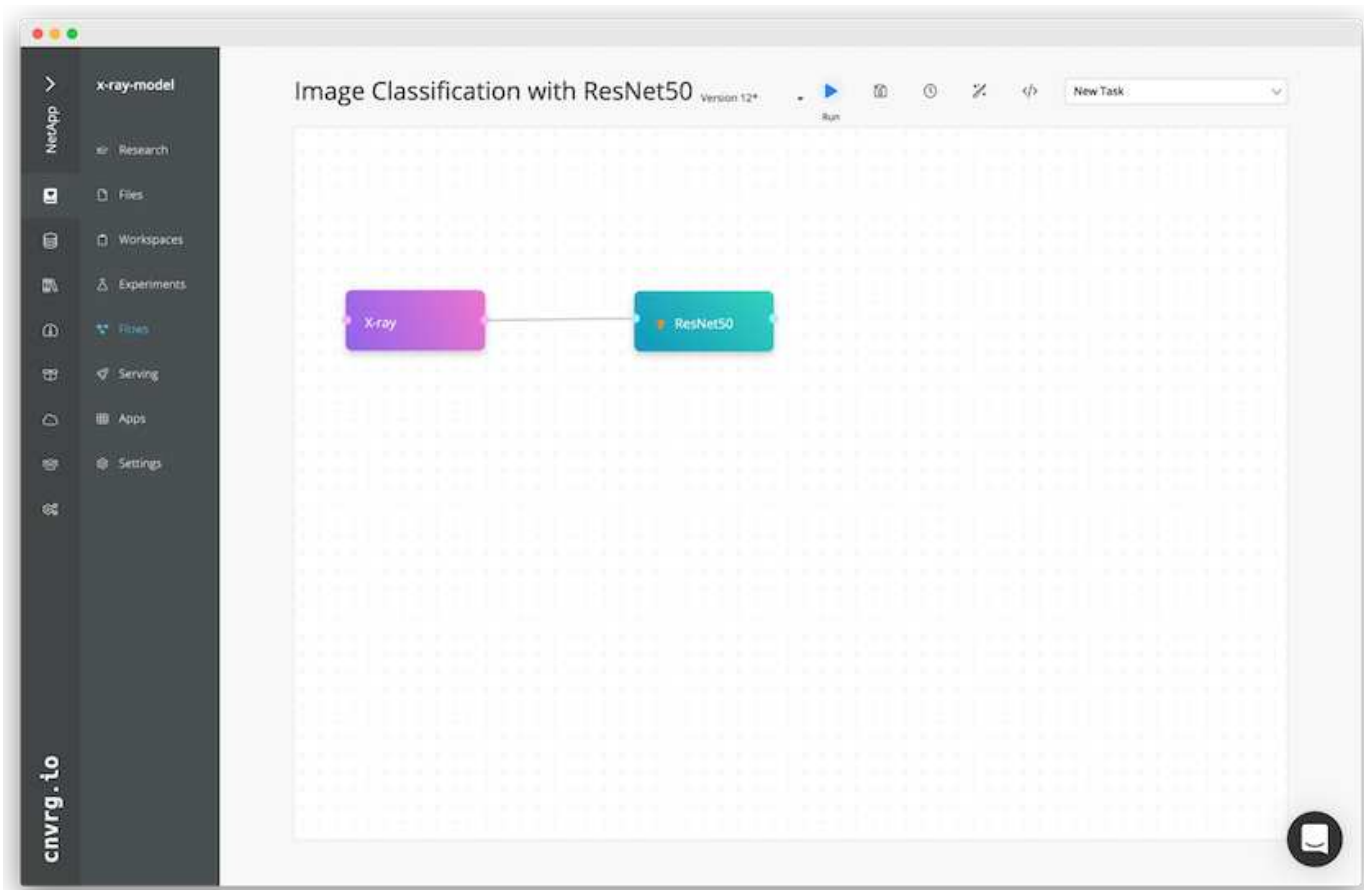 NetApp
cnvrg.io
x-ray-model
Research
Files
Workspaces
Experiments
Flows
Serving
Apps
Settings
Image Classification with ResNet50 Version 12*
Run
New Task
X-ray
ResNet50